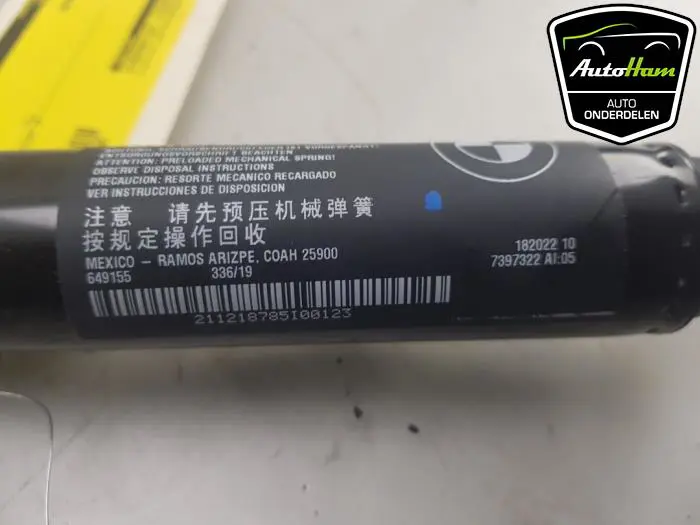 AutoHam
AUTO
ONDERDELEN
ENTSORGUNGSVORSCHRIFT BEACHTEN
ATTENTION: PRELOADED MECHANICAL SPRING!
OBSERVE DISPOSAL INSTRUCTIONS
PRECAUCION: RESORTE MECANICO RECARGADO
VER INSTRUCCIONES DE DISPOSICION
注意 请先预压机械弹簧
按规定操作回收
MEXICO - RAMOS ARIZPE, COAH 25900
649155 336/19
211218785I00123
182022 10
7397322 AI:05